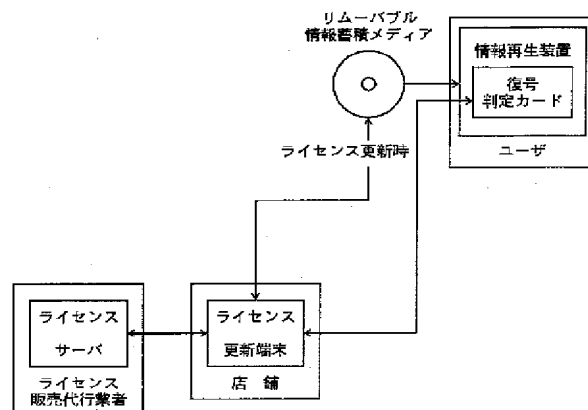 リムーバブル
情報蓄積メディア
情報再生装置
復号
判定カード
ユーザ
ライセンス更新時
ライセンス
サーバ
ライセンス
販売代行業者
ライセンス
更新端末
店 舗